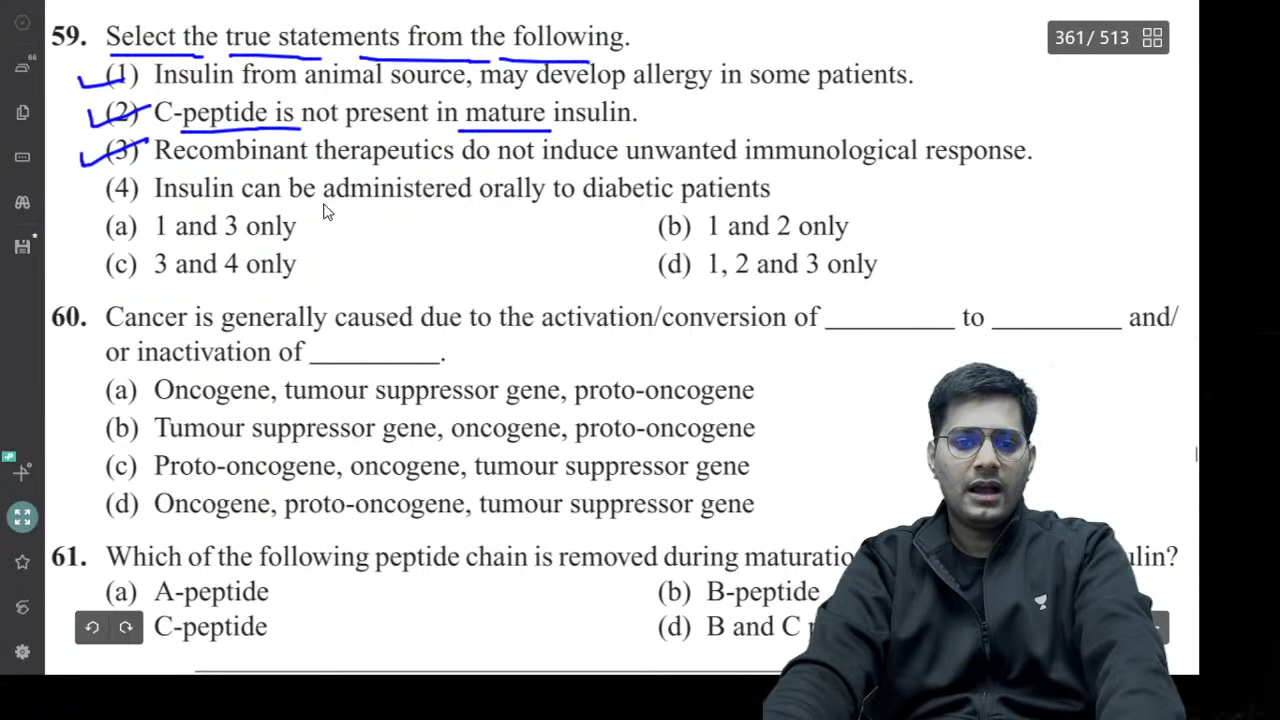 59. Select the true statements from the following.
361 / 513
(1) Insulin from animal source, may develop allergy in some patients.
(2) C-peptide is not present in mature insulin.
(3) Recombinant therapeutics do not induce unwanted immunological response.
(4) Insulin can be administered orally to diabetic patients
(a) 1 and 3 only (b) 1 and 2 only
(c) 3 and 4 only (d) 1, 2 and 3 only
60. Cancer is generally caused due to the activation/conversion of _________ to _________ and/
or inactivation of _________.
(a) Oncogene, tumour suppressor gene, proto-oncogene
(b) Tumour suppressor gene, oncogene, proto-oncogene
(c) Proto-oncogene, oncogene, tumour suppressor gene
(d) Oncogene, proto-oncogene, tumour suppressor gene
61. Which of the following peptide chain is removed during
(a) A-peptide (b) B-peptide
C-peptide (d) B and C